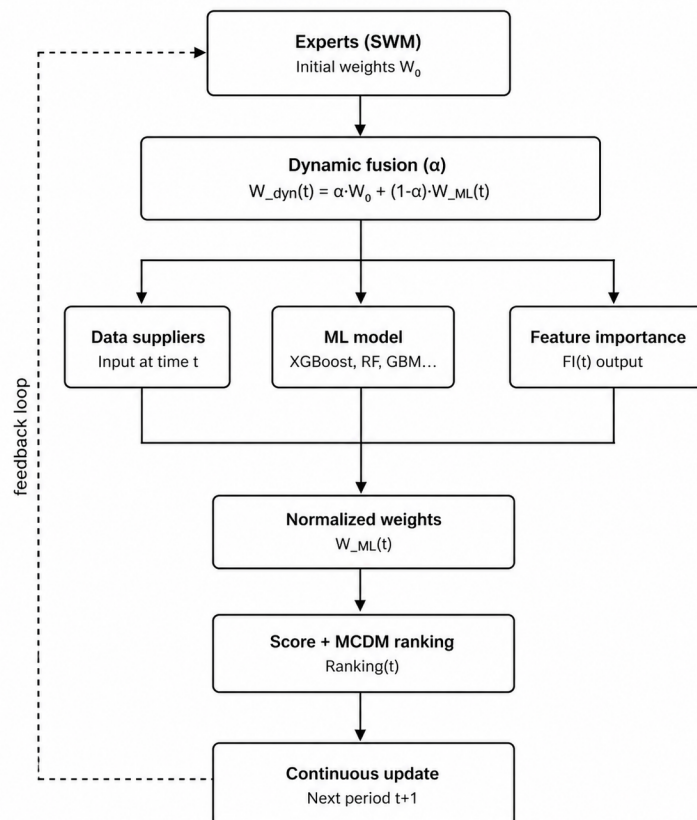 Experts (SWM)
Initial weights W₀
Dynamic fusion (α)
W_dyn(t) = α·W₀ + (1-α)·W_ML(t)
Data suppliers
Input at time t
ML model
XGBoost, RF, GBM…
Feature importance
FI(t) output
feedback loop
Normalized weights
W_ML(t)
Score + MCDM ranking
Ranking(t)
Continuous update
Next period t+1